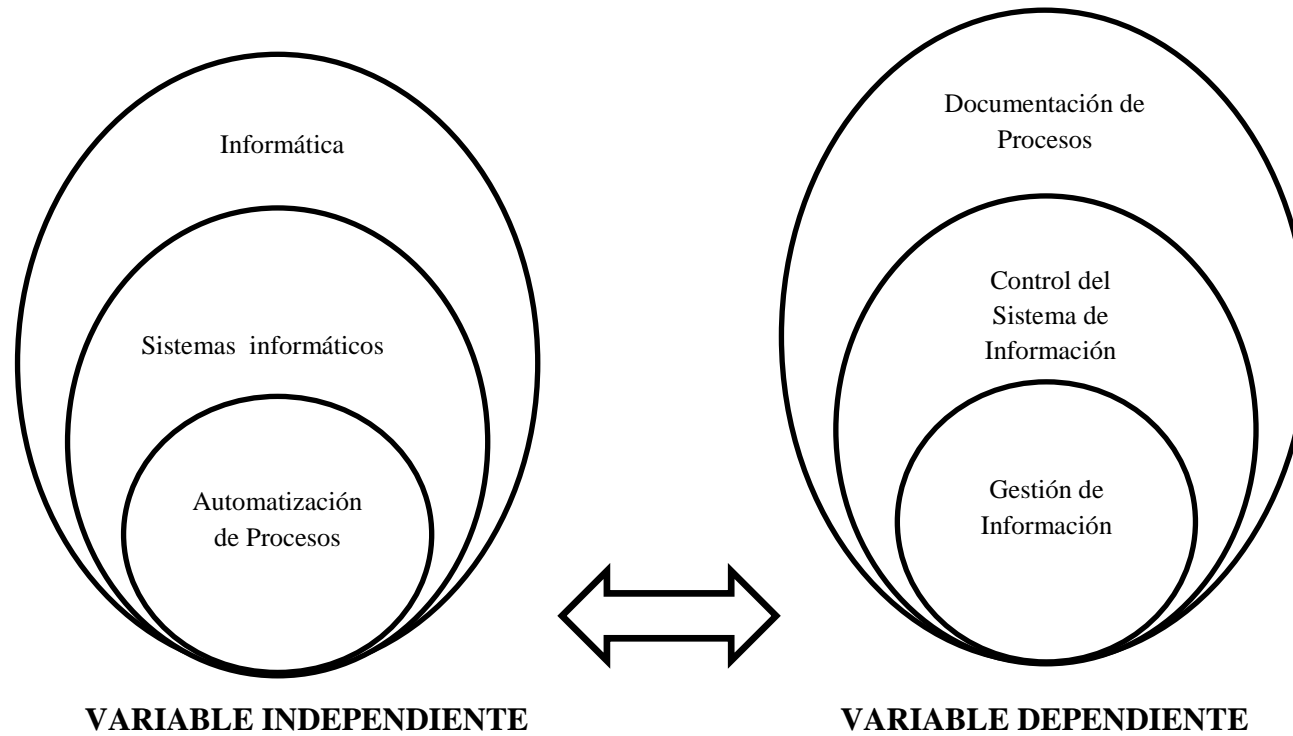 Informática
Sistemas informáticos
Automatización
de Procesos
VARIABLE INDEPENDIENTE
Documentación de
Procesos
Control del
Sistema de
Información
Gestión de
Información
VARIABLE DEPENDIENTE